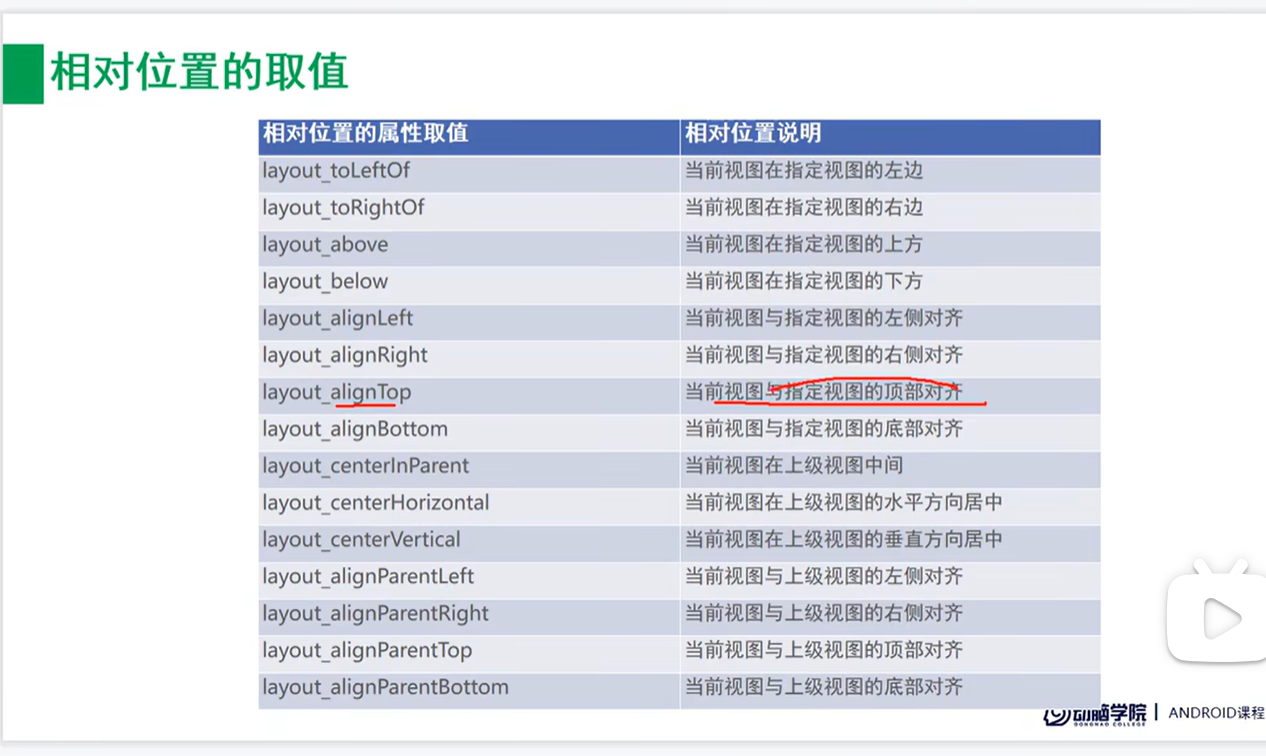 相对位置的取值
相对位置的属性取值 相对位置说明
layout_toLeftOf 当前视图在指定视图的左边
layout_toRightOf 当前视图在指定视图的右边
layout_above 当前视图在指定视图的上方
layout_below 当前视图在指定视图的下方
layout_alignLeft 当前视图与指定视图的左侧对齐
layout_alignRight 当前视图与指定视图的右侧对齐
layout_alignTop 当前视图与指定视图的顶部对齐
layout_alignBottom 当前视图与指定视图的底部对齐
layout_centerInParent 当前视图在上级视图中间
layout_centerHorizontal 当前视图在上级视图的水平方向居中
layout_centerVertical 当前视图在上级视图的垂直方向居中
layout_alignParentLeft 当前视图与上级视图的左侧对齐
layout_alignParentRight 当前视图与上级视图的右侧对齐
layout_alignParentTop 当前视图与上级视图的顶部对齐
layout_alignParentBottom 当前视图与上级视图的底部对齐
动脑学院 | ANDROID课程
DONGNAO COLLEGE